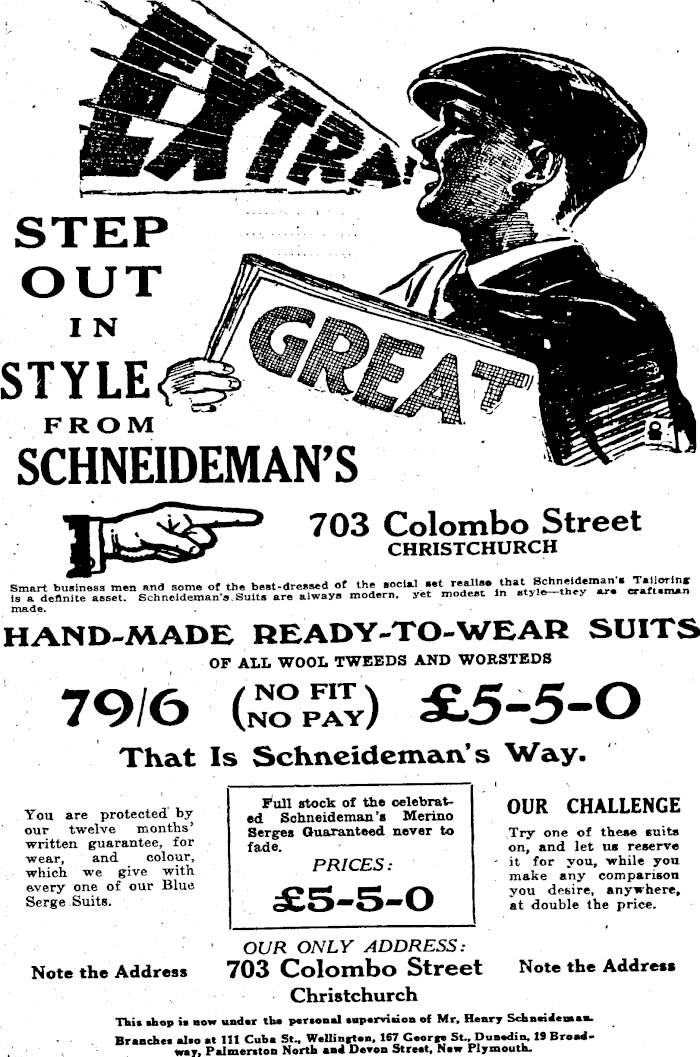 EXTRA!
GREAT
STEP
OUT
IN
STYLE
FROM
SCHNEIDEMAN'S
703 Colombo Street
CHRISTCHURCH
Smart business men and some of the best-dressed of the social set realise that Schneideman's Tailoring
is a definite asset. Schneideman's Suits are always modern, yet modest in style—they are craftsman
made.
HAND-MADE READY-TO-WEAR SUITS
OF ALL WOOL TWEEDS AND WORSTEDS
79/6 (NO FIT NO PAY) £5-5-0
That Is Schneideman's Way.
You are protected by
our twelve months'
written guarantee, for
wear, and colour,
which we give with
every one of our Blue
Serge Suits.
Full stock of the celebrat-
ed Schneideman's Merino
Serges Guaranteed never to
fade.
PRICES:
£5-5-0
OUR CHALLENGE
Try one of these suits
on, and let us reserve
it for you, while you
make any comparison
you desire, anywhere,
at double the price.
OUR ONLY ADDRESS:
Note the Address 703 Colombo Street Note the Address
Christchurch
This shop is now under the personal supervision of Mr. Henry Schneideman.
Branches also at 111 Cuba St., Wellington, 167 George St., Dunedin, 19 Broad-
way, Palmerston North and Devon Street, New Plymouth.